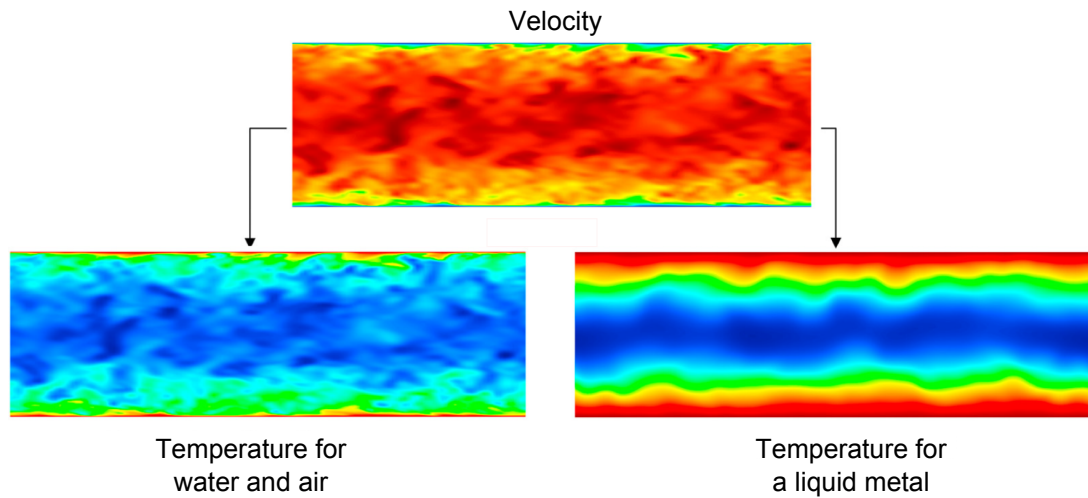 Velocity
Temperature for
water and air
Temperature for
a liquid metal